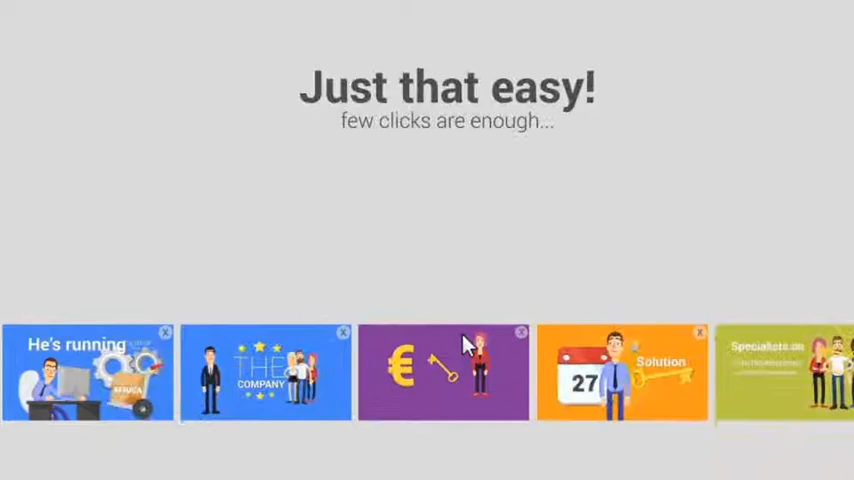 Just that easy!
few clicks are enough...
He's running
THE
COMPANY
€
27
Solution
Specialists on